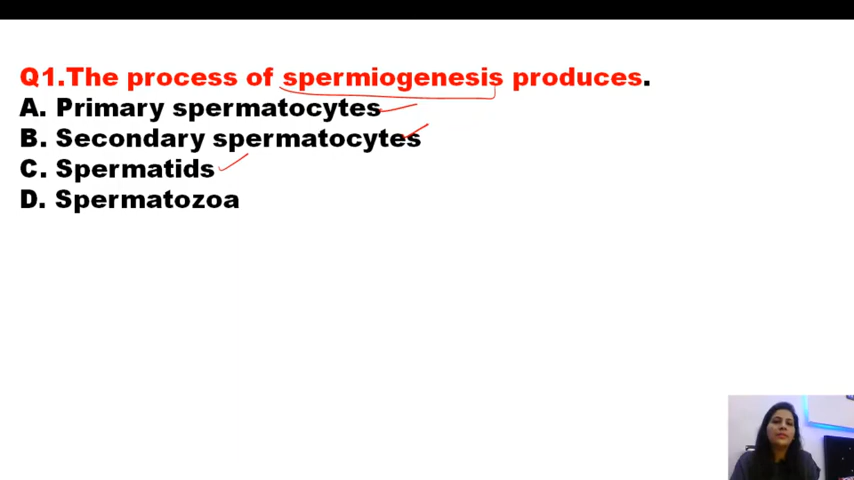 Q1.The process of spermiogenesis produces.
A. Primary spermatocytes
B. Secondary spermatocytes
C. Spermatids
D. Spermatozoa